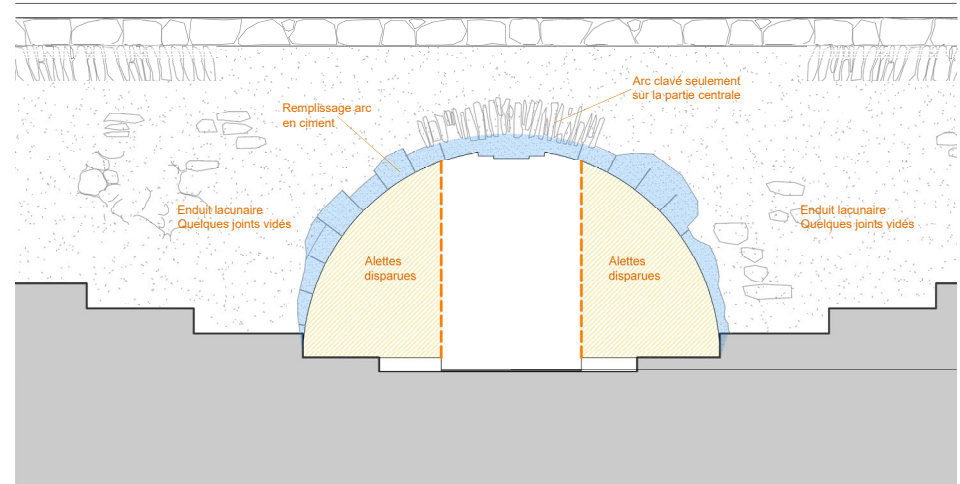 Arc clavé seulement
sur la partie centrale
Remplissage arc
en ciment
Enduit lacunaire
Quelques joints vidés
Enduit lacunaire
Quelques joints vidés
Alettes
disparues
Alettes
disparues